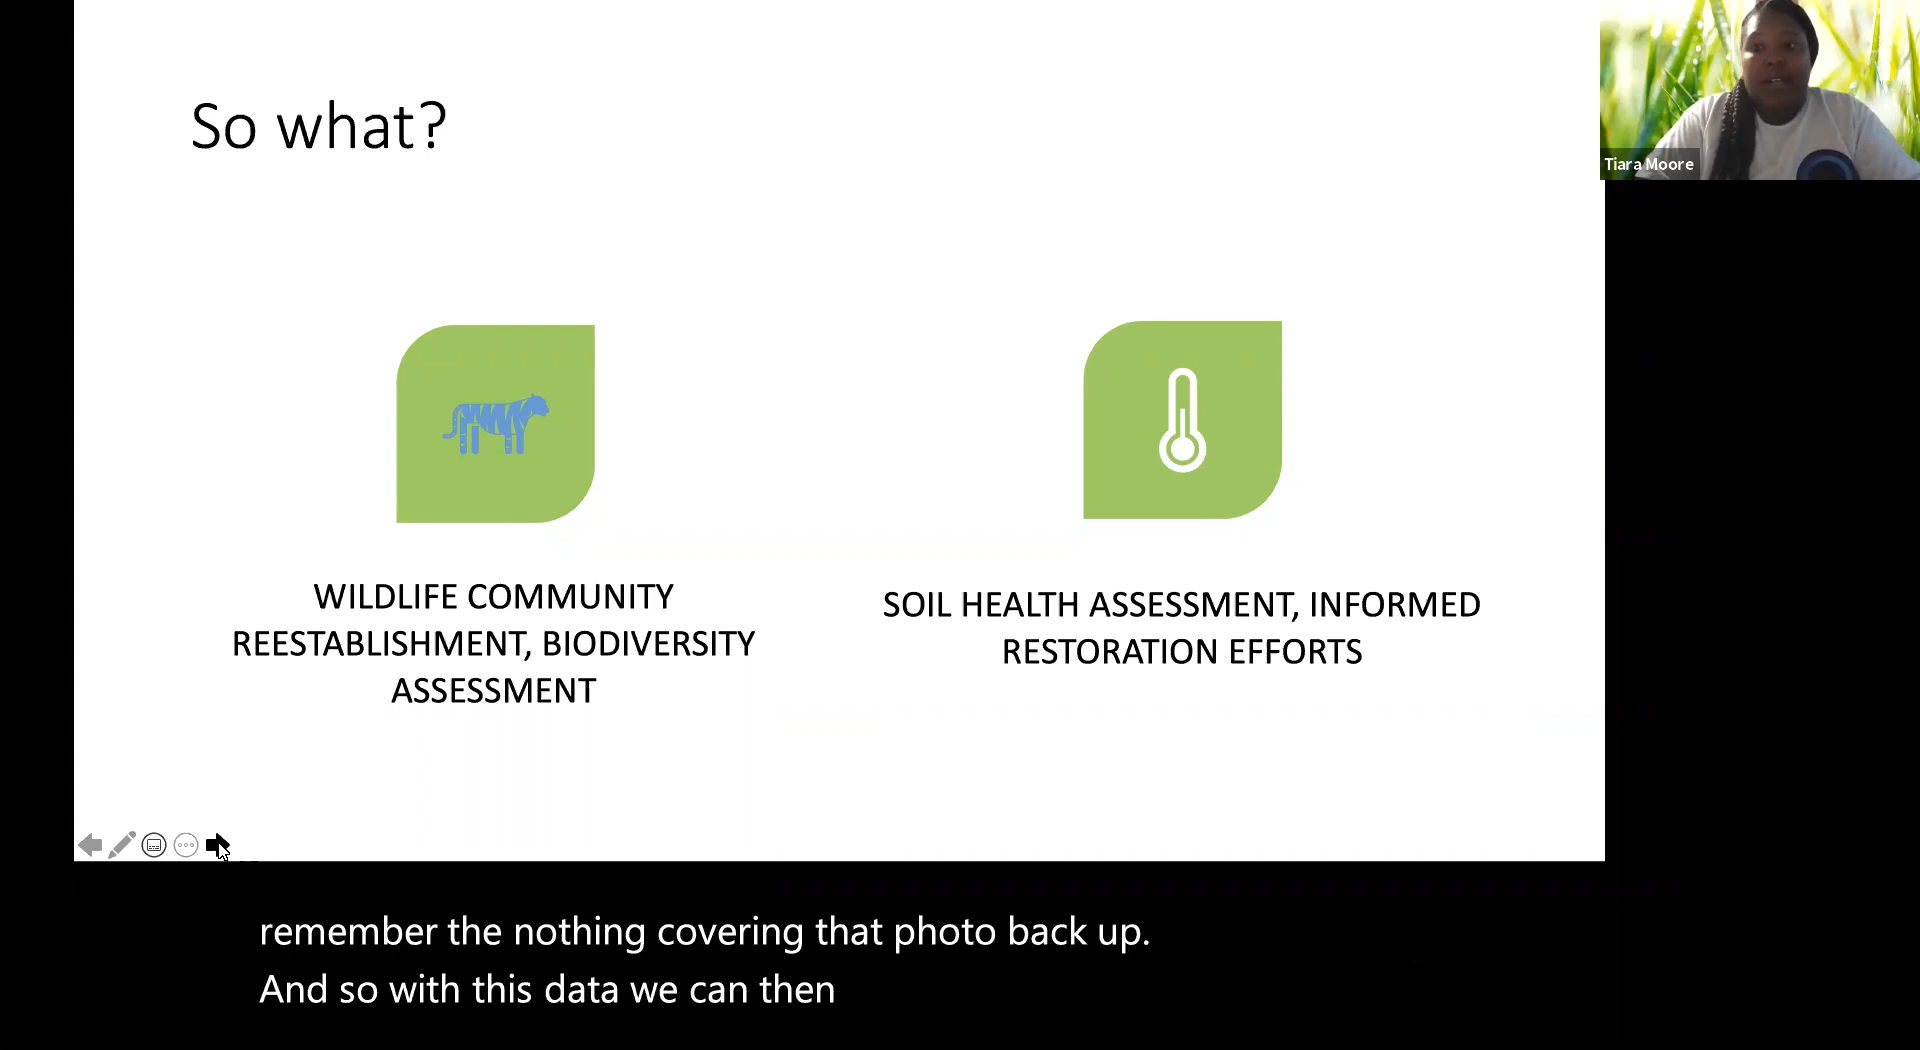 So what?
Tiara Moore
WILDLIFE COMMUNITY
REESTABLISHMENT, BIODIVERSITY
ASSESSMENT
SOIL HEALTH ASSESSMENT, INFORMED
RESTORATION EFFORTS
remember the nothing covering that photo back up.
And so with this data we can then